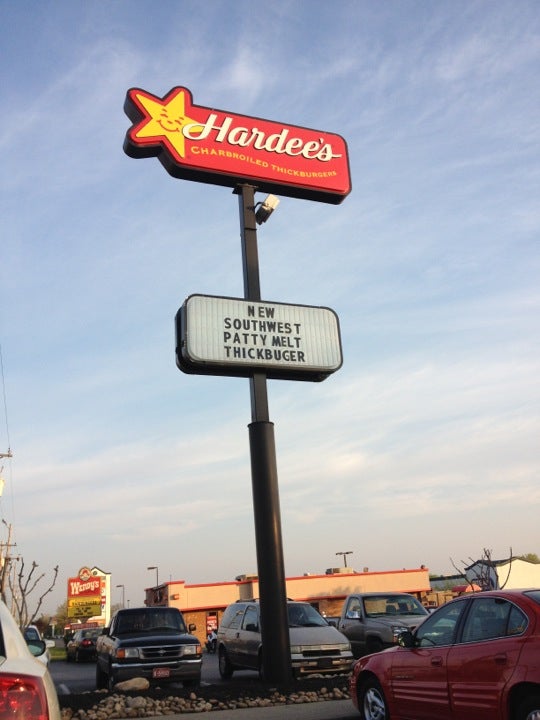 Hardee's
CHARBROILED THICKBURGERS
NEW
SOUTHWEST
PATTY MELT
THICKBUGER
Wendy's